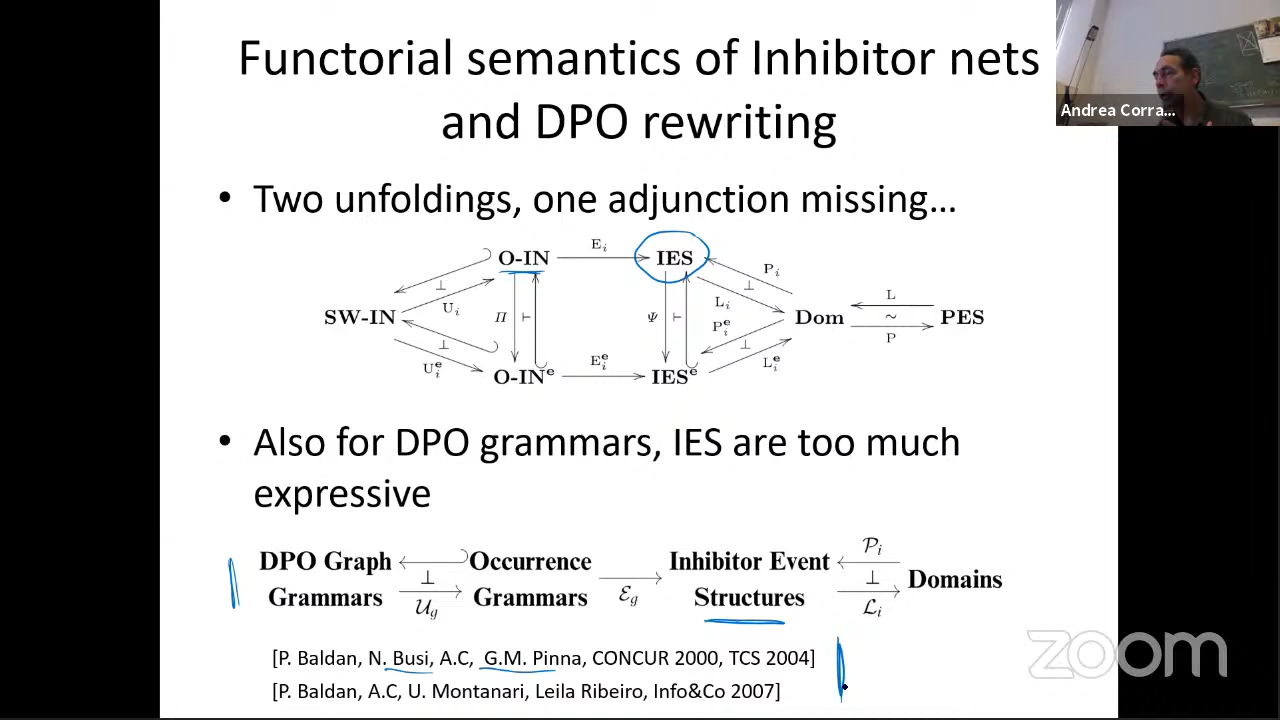 Functorial semantics of Inhibitor nets
and DPO rewriting
Andrea Corra...
• Two unfoldings, one adjunction missing…
O-IN E_i IES
⊥ U_i Π ⊢ Ψ ⊢ L_i ⊥ P_i
SW-IN Dom L ∼ P PES
⊥ U_i^e P_i^e ⊥ L_i^e
O-IN^e E_i^e IES^e
• Also for DPO grammars, IES are too much
expressive
DPO Graph Occurrence Inhibitor Event 𝒫_i
⊥ ⊥ Domains
Grammars 𝒰_g Grammars ℰ_g Structures ℒ_i
[P. Baldan, N. Busi, A.C, G.M. Pinna, CONCUR 2000, TCS 2004]
[P. Baldan, A.C, U. Montanari, Leila Ribeiro, Info&Co 2007]
zoom